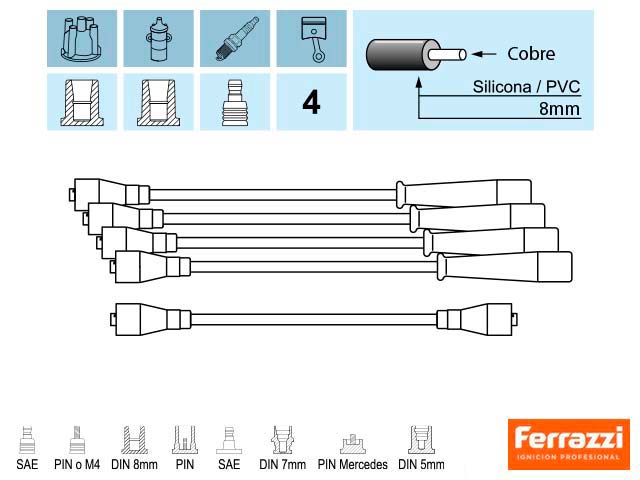 Cobre
Silicona / PVC
8mm
4
SAE PIN o M4 DIN 8mm PIN SAE DIN 7mm PIN Mercedes DIN 5mm
Ferrazzi
IGNICION PROFESIONAL